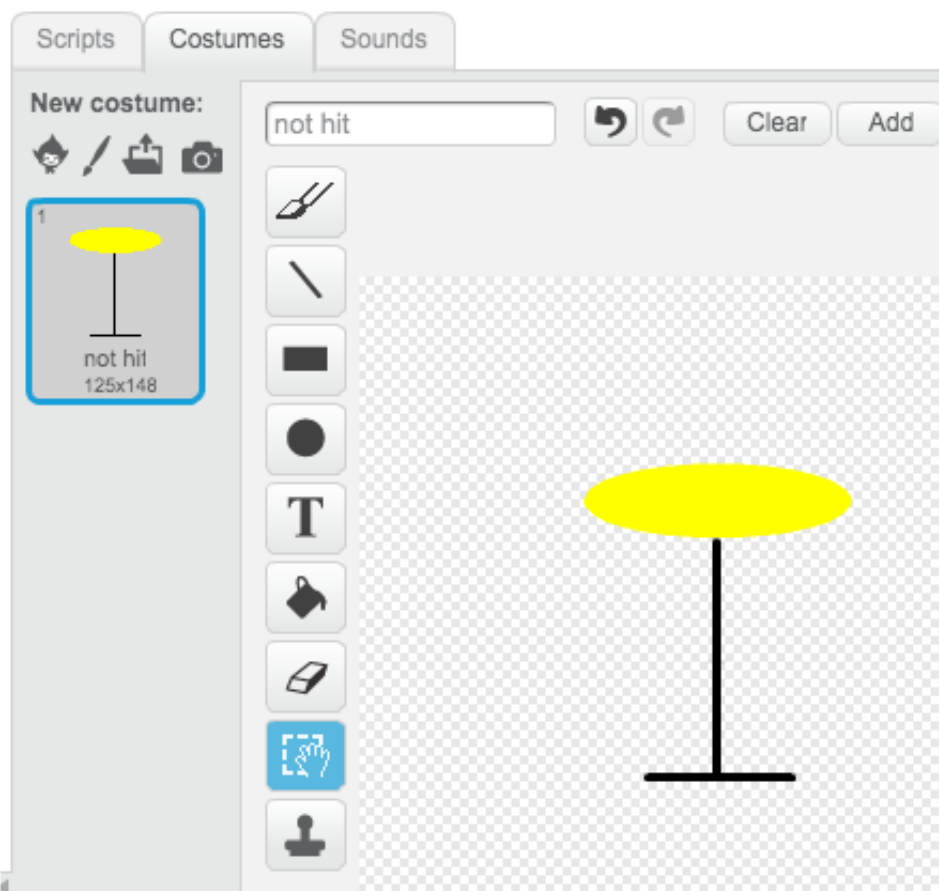 Scripts Costumes Sounds
New costume:
not hit
Clear Add
1
not hit
125x148
T